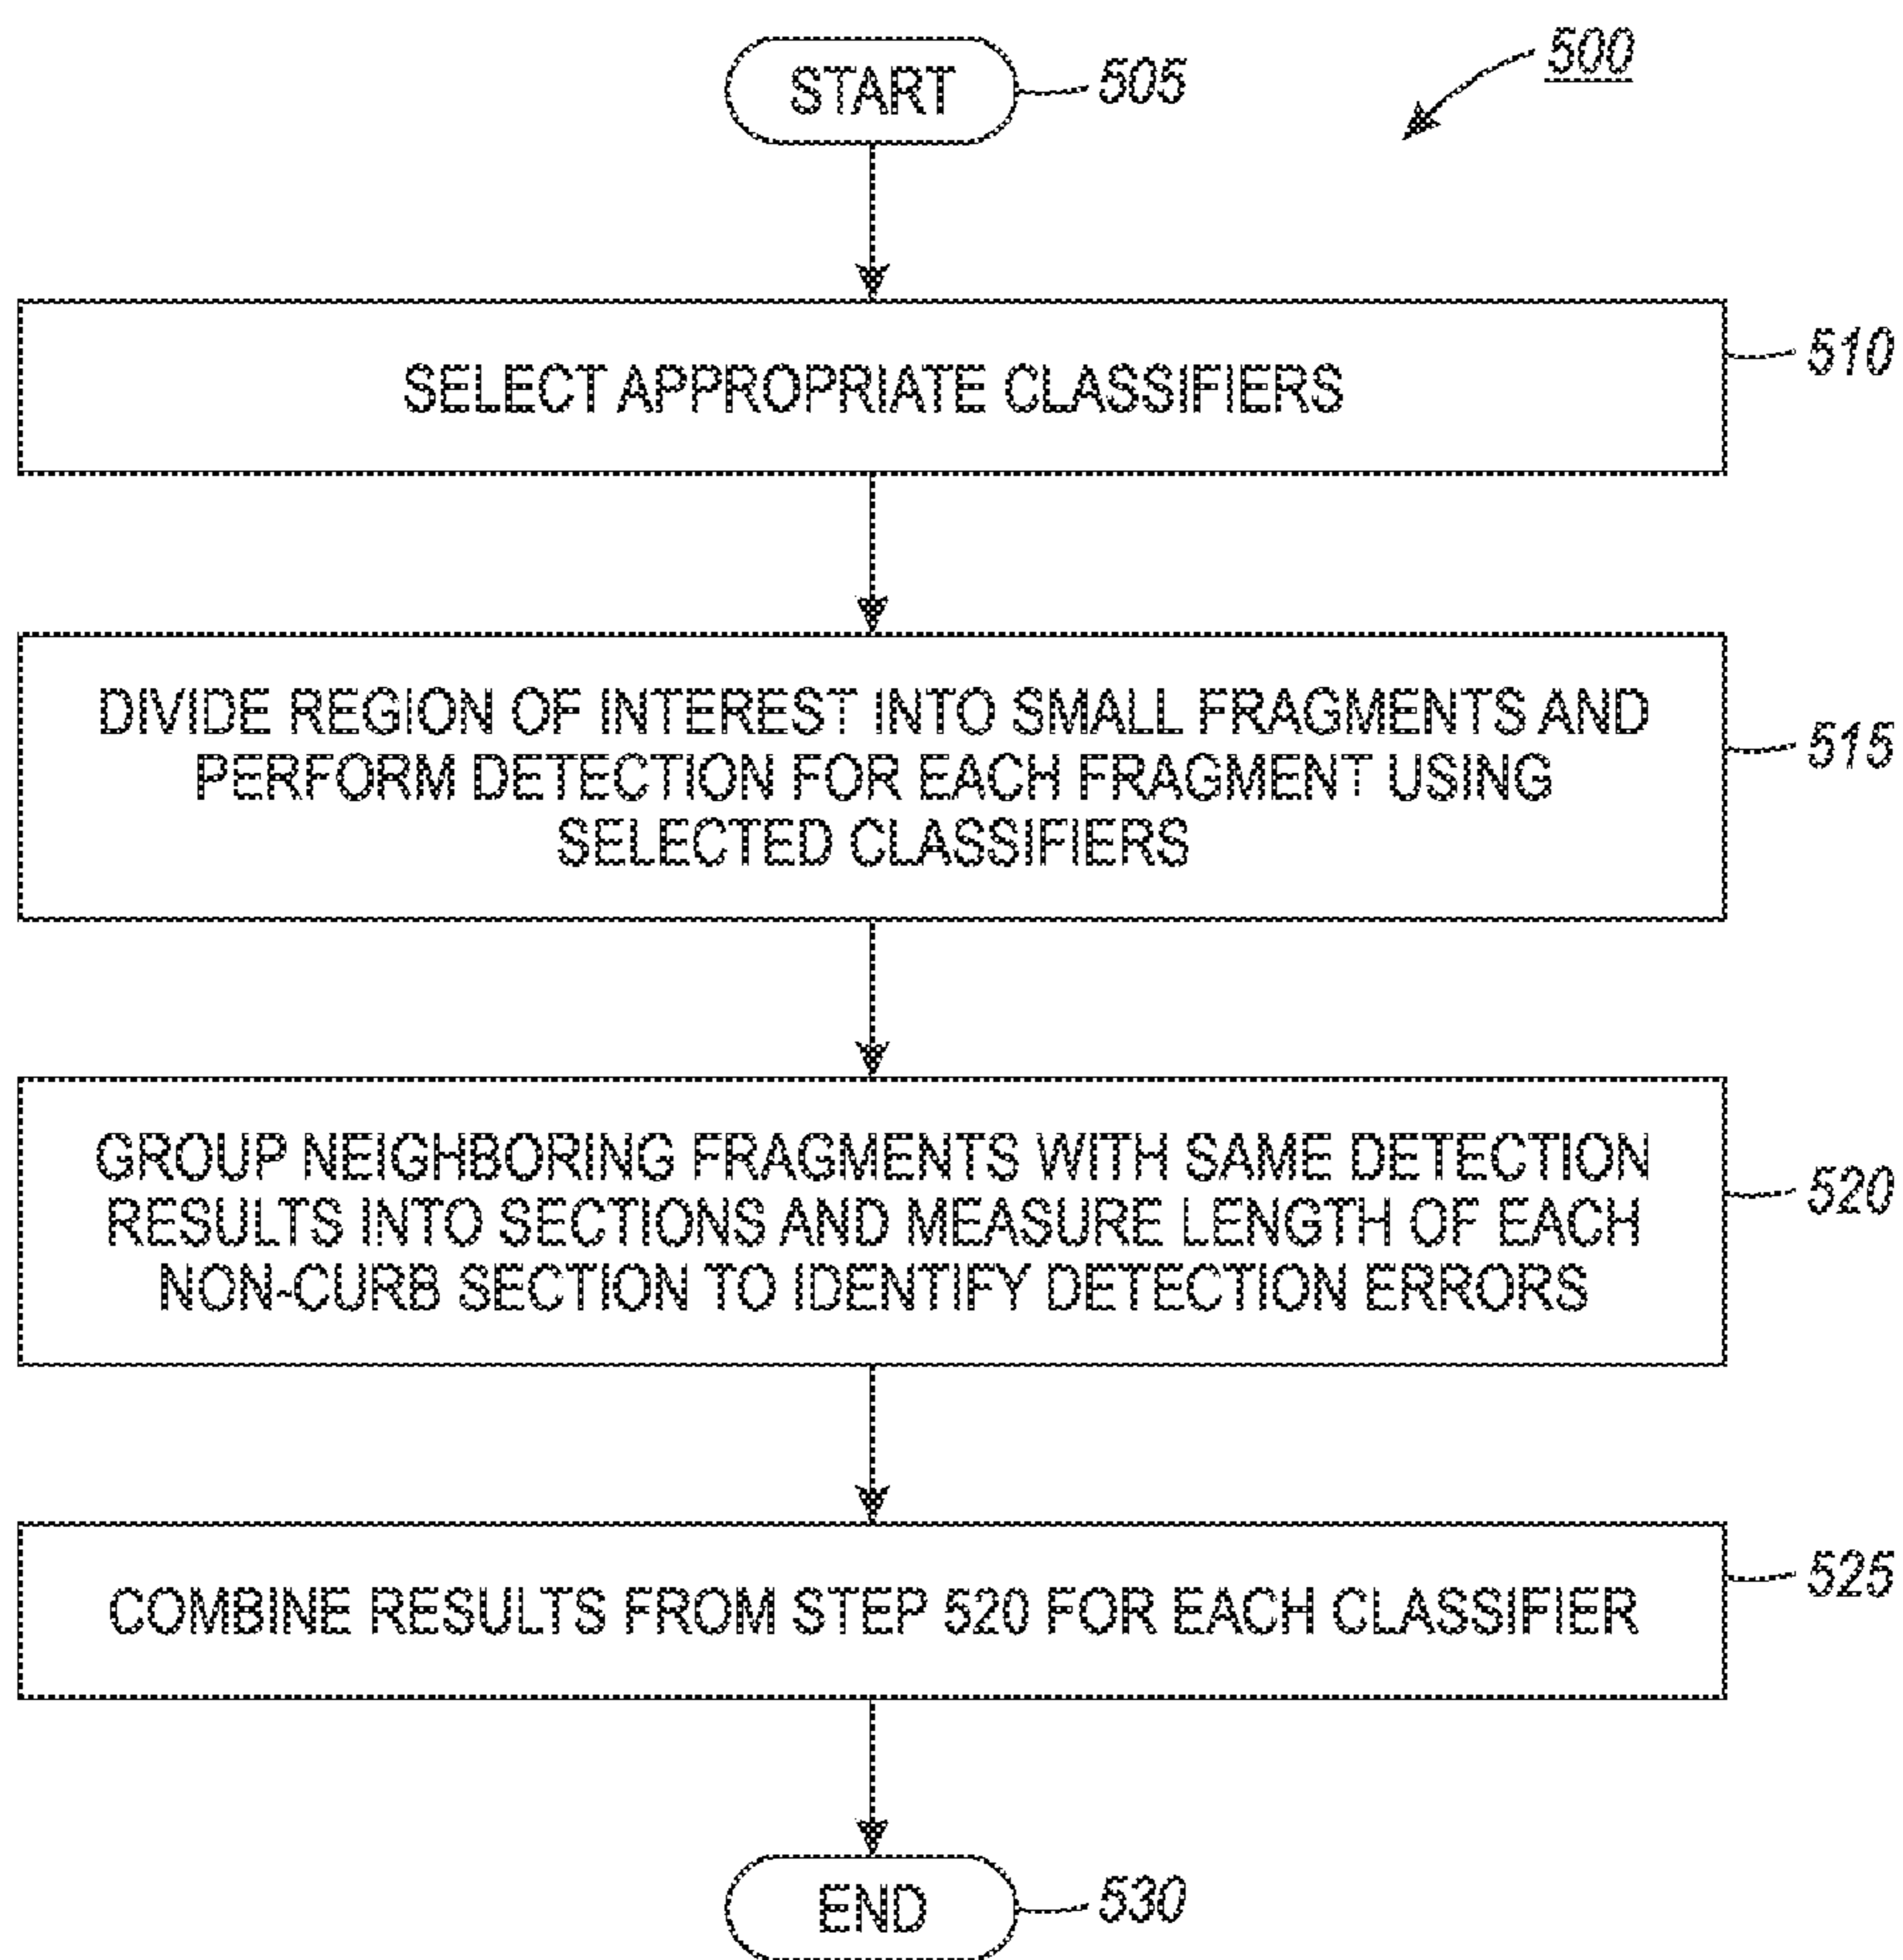 500
START
505
SELECT APPROPRIATE CLASSIFIERS
510
DIVIDE REGION OF INTEREST INTO SMALL FRAGMENTS AND
PERFORM DETECTION FOR EACH FRAGMENT USING
SELECTED CLASSIFIERS
515
GROUP NEIGHBORING FRAGMENTS WITH SAME DETECTION
RESULTS INTO SECTIONS AND MEASURE LENGTH OF EACH
NON-CURB SECTION TO IDENTIFY DETECTION ERRORS
520
COMBINE RESULTS FROM STEP 520 FOR EACH CLASSIFIER
525
END
530